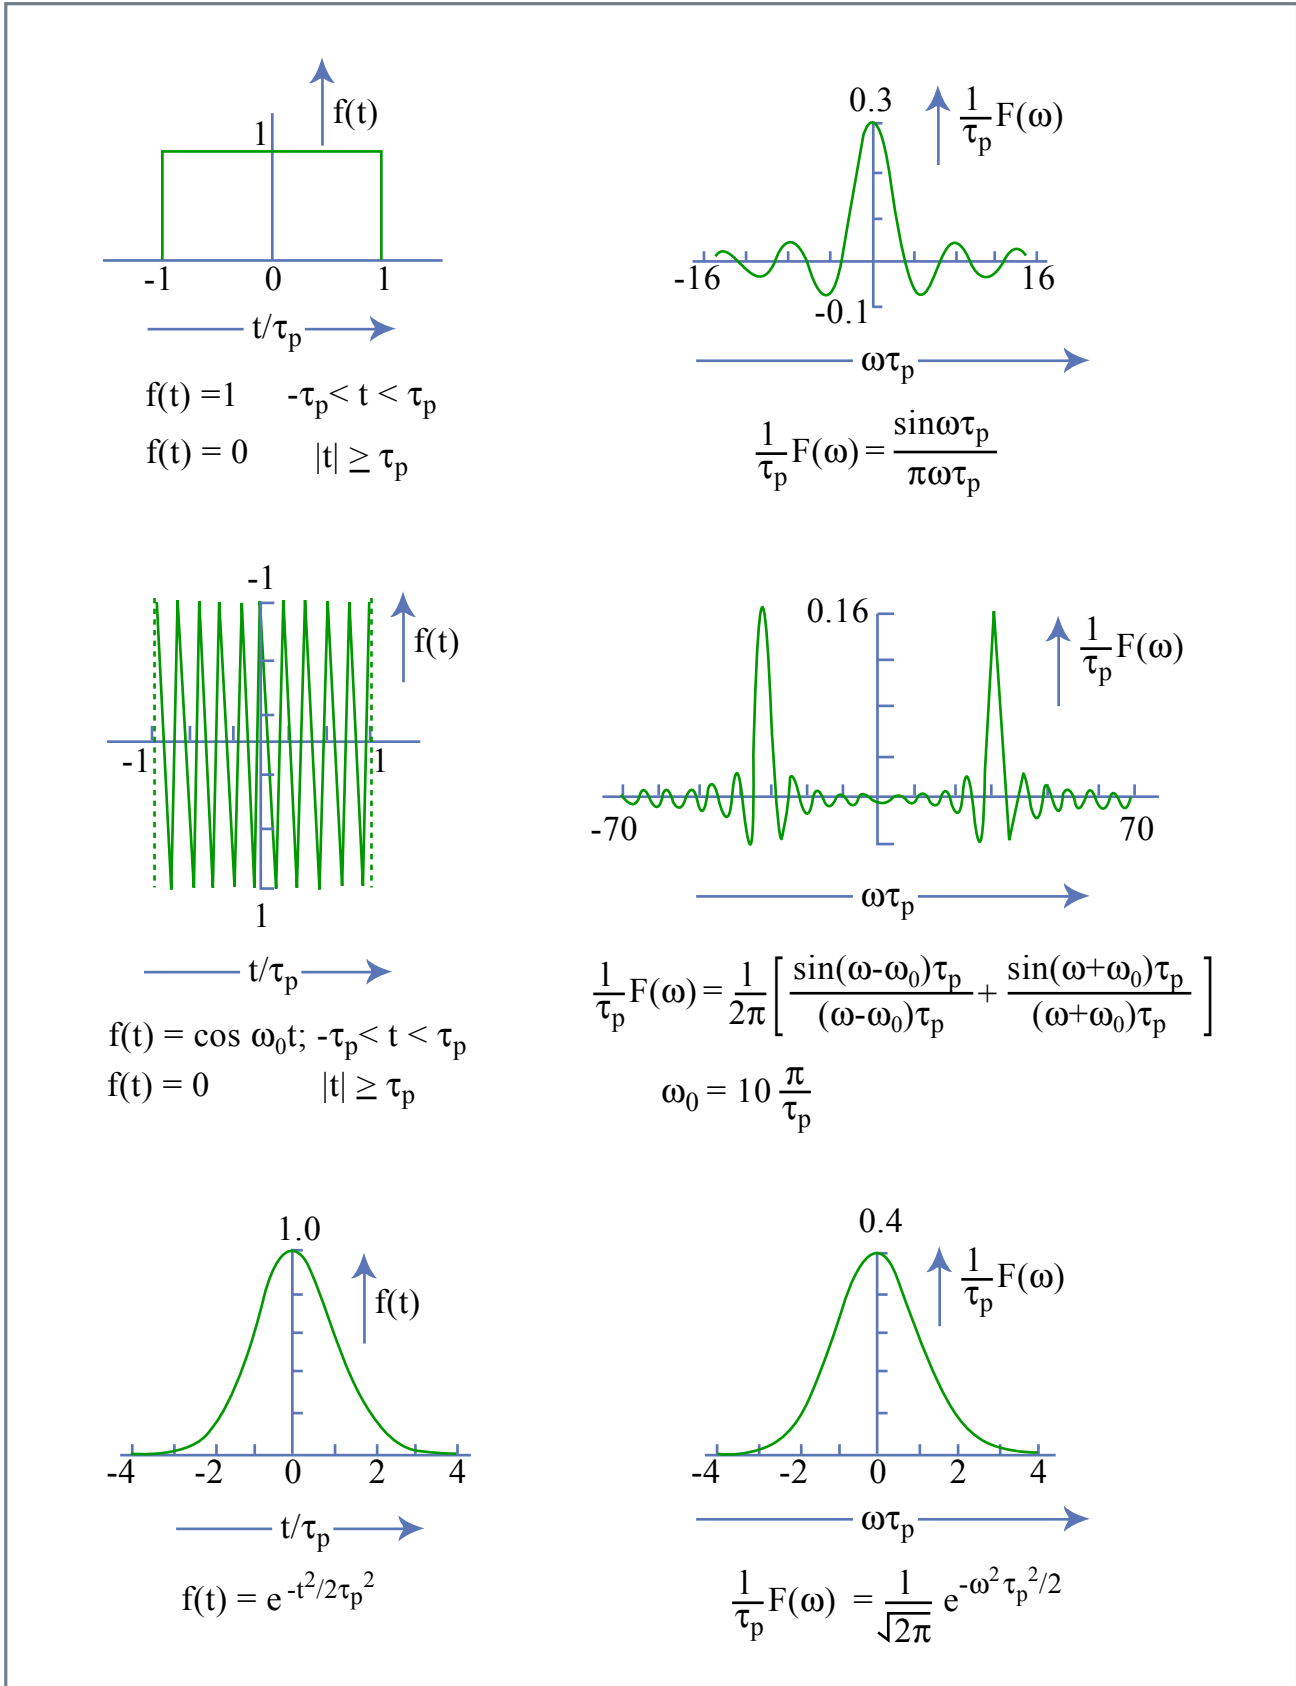 f(t)
1
-1 0 1
t/τₚ
f(t) =1 -τₚ< t < τₚ
f(t) = 0 |t| ≥ τₚ
0.3
1/τₚ F(ω)
-16 16
-0.1
ωτₚ
1/τₚ F(ω) = sinωτₚ/πωτₚ
-1
f(t)
-1 1
1
t/τₚ
f(t) = cos ω₀t; -τₚ< t < τₚ
f(t) = 0 |t| ≥ τₚ
0.16
1/τₚ F(ω)
-70 70
ωτₚ
1/τₚ F(ω) = 1/2π [ sin(ω-ω₀)τₚ/(ω-ω₀)τₚ + sin(ω+ω₀)τₚ/(ω+ω₀)τₚ ]
ω₀ = 10 π/τₚ
1.0
f(t)
-4 -2 0 2 4
t/τₚ
f(t) = e^-t²/2τₚ²
0.4
1/τₚ F(ω)
-4 -2 0 2 4
ωτₚ
1/τₚ F(ω) = 1/√2π e^-ω²τₚ²/2